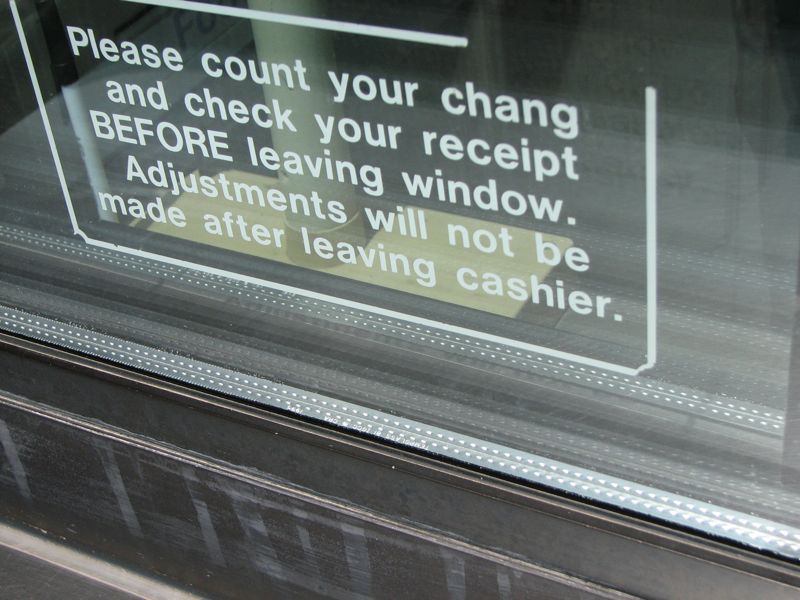 Please count your chang
and check your receipt
BEFORE leaving window.
Adjustments will not be
made after leaving cashier.